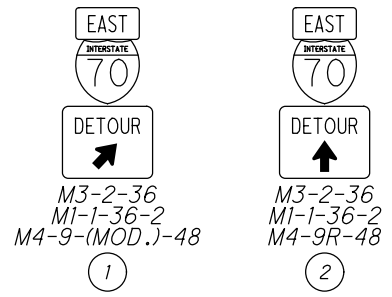 EAST
INTERSTATE
70
DETOUR
M3-2-36
M1-1-36-2
M4-9-(MOD.)-48
1
EAST
INTERSTATE
70
DETOUR
M3-2-36
M1-1-36-2
M4-9R-48
2